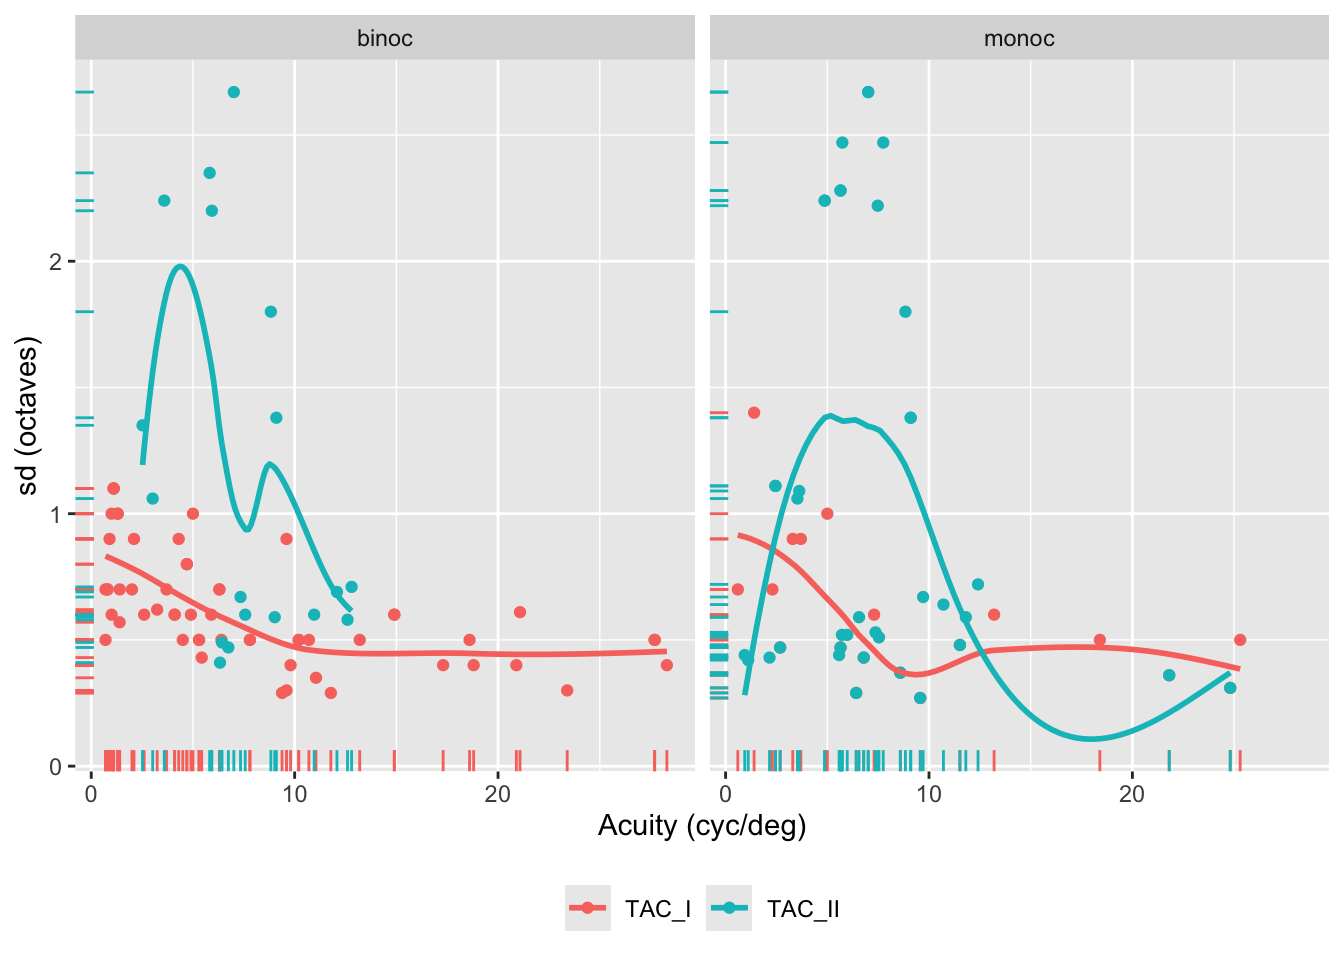 binoc monoc
2
1
0
sd (octaves)
0 10 20 0 10 20
Acuity (cyc/deg)
TAC_I TAC_II